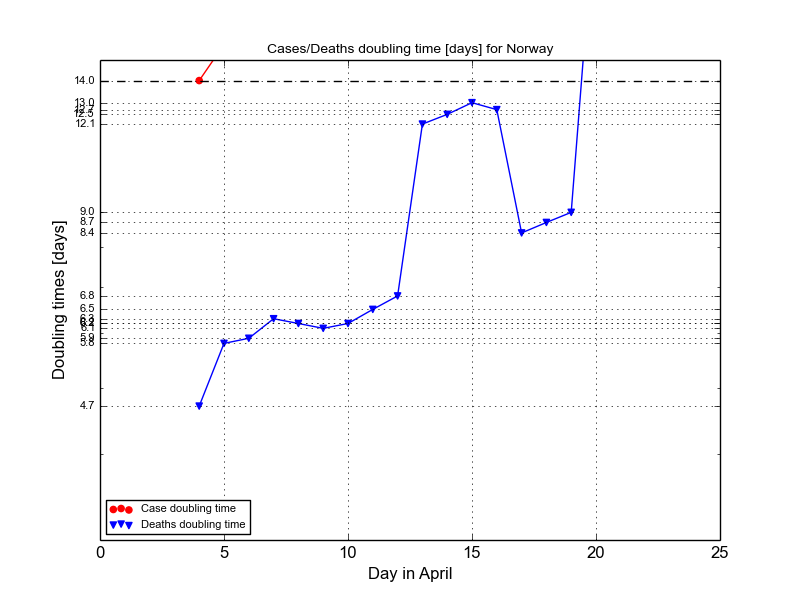 Cases/Deaths doubling time [days] for Norway
14.0
13.0
12.5
12.1
9.0
8.7
8.4
6.8
6.5
6.3
6.1
5.9
5.8
4.7
Doubling times [days]
Case doubling time
Deaths doubling time
0 5 10 15 20 25
Day in April